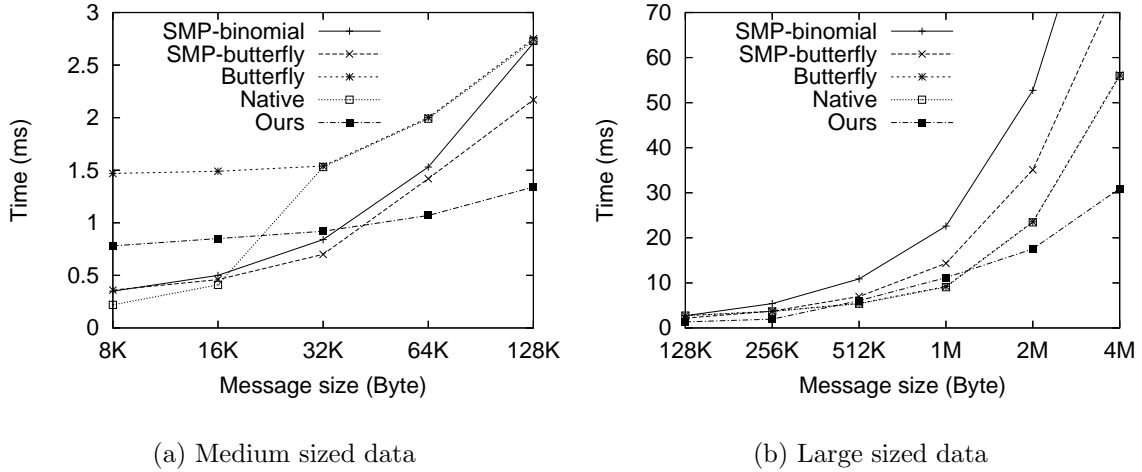 3
2.5
2
1.5
1
0.5
0
Time (ms)
SMP-binomial
SMP-butterfly
Butterfly
Native
Ours
8K 16K 32K 64K 128K
Message size (Byte)
(a) Medium sized data
70
60
50
40
30
20
10
0
Time (ms)
SMP-binomial
SMP-butterfly
Butterfly
Native
Ours
128K 256K 512K 1M 2M 4M
Message size (Byte)
(b) Large sized data